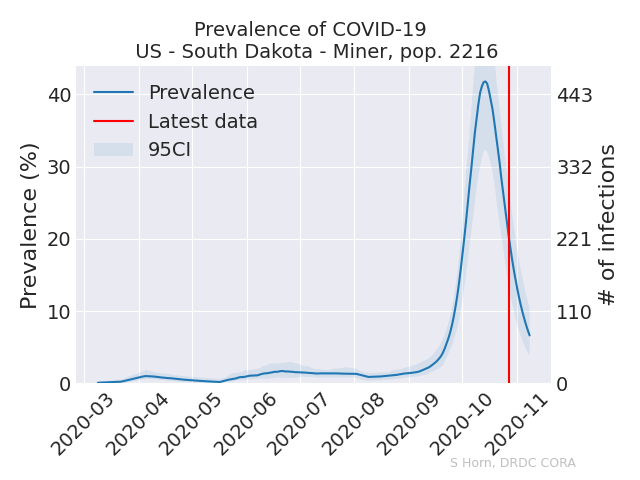 Prevalence of COVID-19
US - South Dakota - Miner, pop. 2216
Prevalence
Latest data
95CI
Prevalence (%)
40
30
20
10
0
443
332
221
110
0
# of infections
2020-03
2020-04
2020-05
2020-06
2020-07
2020-08
2020-09
2020-10
2020-11
S Horn, DRDC CORA